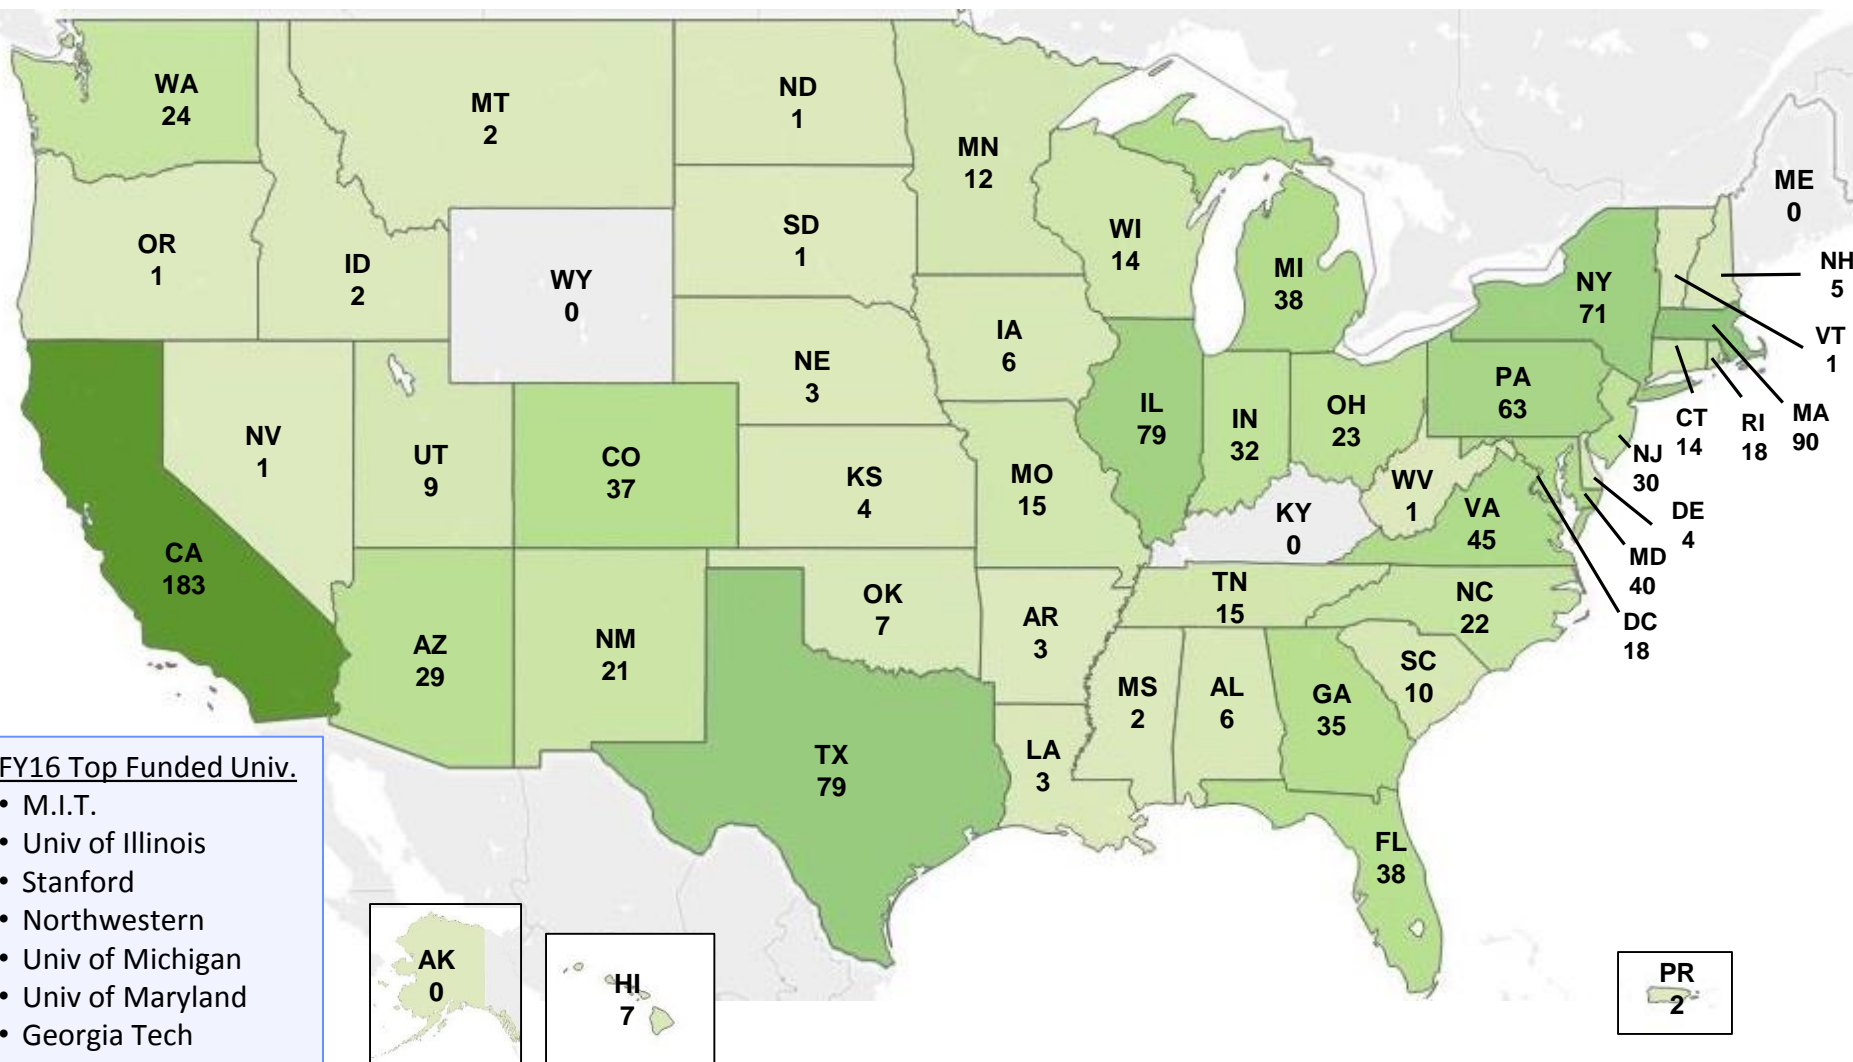 WA
24
MT
2
ND
1
MN
12
OR
1
ID
2
WY
0
SD
1
WI
14
MI
38
ME
0
NH
5
NY
71
VT
1
NE
3
IA
6
NV
1
UT
9
CO
37
KS
4
MO
15
IL
79
IN
32
OH
23
PA
63
CT
14
RI
18
MA
90
NJ
30
WV
1
VA
45
KY
0
DE
4
MD
40
DC
18
CA
183
AZ
29
NM
21
OK
7
AR
3
TN
15
NC
22
SC
10
MS
2
AL
6
GA
35
TX
79
LA
3
FL
38
FY16 Top Funded Univ.
• M.I.T.
• Univ of Illinois
• Stanford
• Northwestern
• Univ of Michigan
• Univ of Maryland
• Georgia Tech
AK
0
HI
7
PR
2